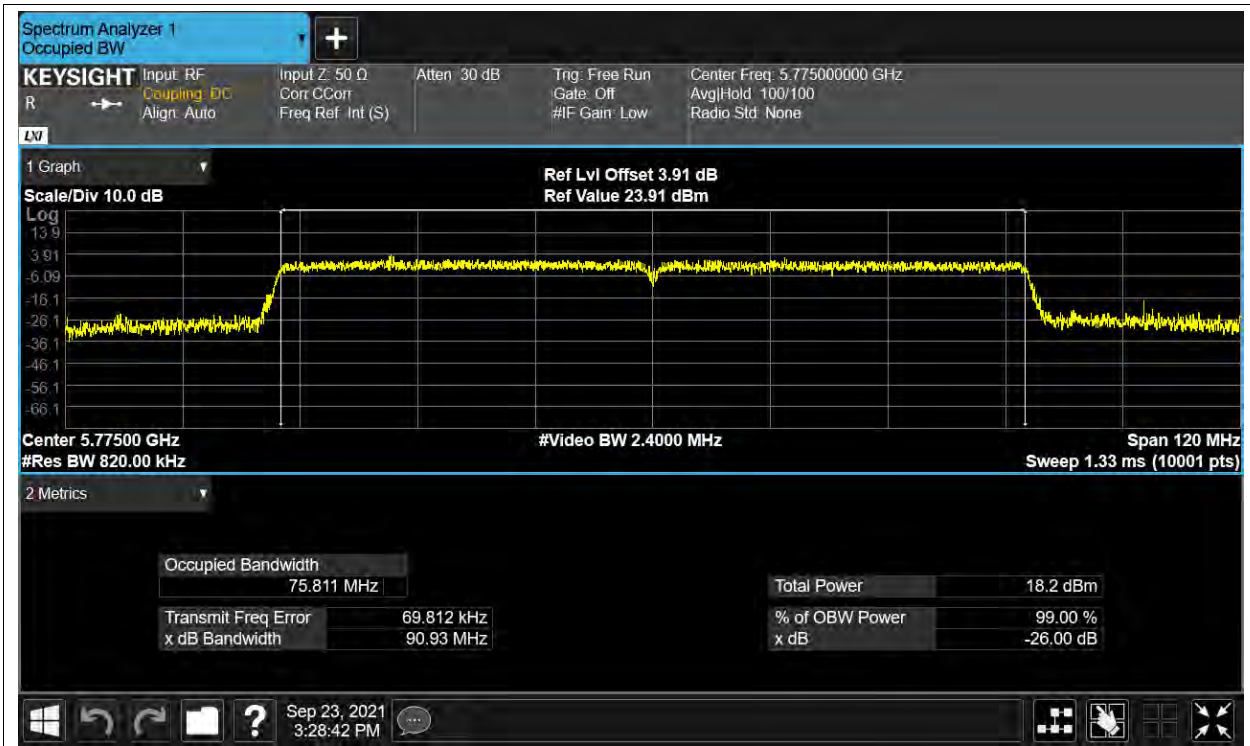 Spectrum Analyzer 1
Occupied BW
KEYSIGHT
R
LXI
Input: RF
Coupling: DC
Align: Auto
Input Z: 50 Ω
Corr CCorr
Freq Ref: Int (S)
Atten: 30 dB
Trig: Free Run
Gate: Off
#IF Gain: Low
Center Freq: 5.775000000 GHz
Avg|Hold: 100/100
Radio Std: None
1 Graph
Scale/Div 10.0 dB
Ref Lvl Offset 3.91 dB
Ref Value 23.91 dBm
Log
13.9
3.91
-6.09
-16.1
-26.1
-36.1
-46.1
-56.1
-66.1
Center 5.77500 GHz
#Res BW 820.00 kHz
#Video BW 2.4000 MHz
Span 120 MHz
Sweep 1.33 ms (10001 pts)
2 Metrics
Occupied Bandwidth
75.811 MHz
Transmit Freq Error 69.812 kHz
x dB Bandwidth 90.93 MHz
Total Power 18.2 dBm
% of OBW Power 99.00 %
x dB -26.00 dB
?
Sep 23, 2021
3:28:42 PM